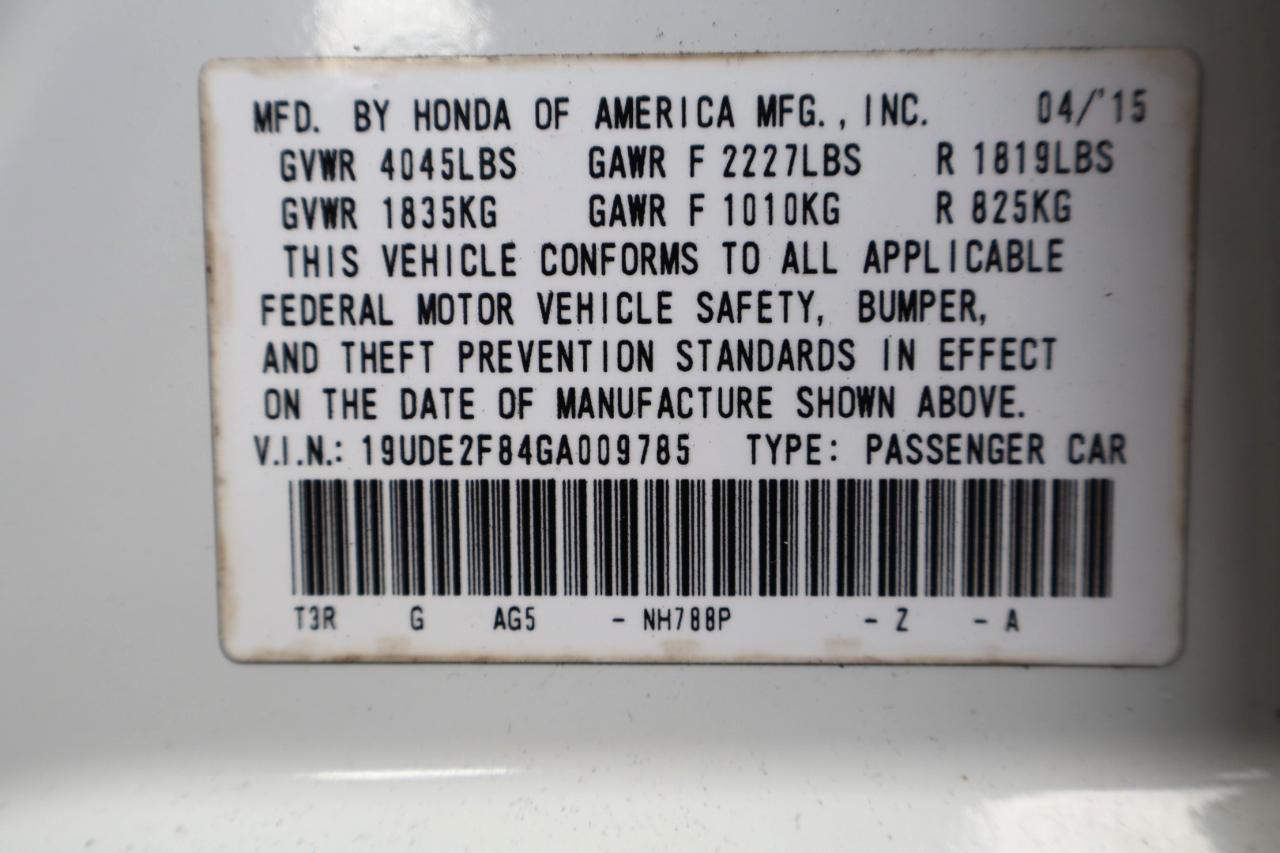 MFD. BY HONDA OF AMERICA MFG., INC. 04/'15
GVWR 4045LBS GAWR F 2227LBS R 1819LBS
GVWR 1835KG GAWR F 1010KG R 825KG
THIS VEHICLE CONFORMS TO ALL APPLICABLE
FEDERAL MOTOR VEHICLE SAFETY, BUMPER,
AND THEFT PREVENTION STANDARDS IN EFFECT
ON THE DATE OF MANUFACTURE SHOWN ABOVE.
V.I.N.: 19UDE2F84GA009785 TYPE: PASSENGER CAR
T3R G AG5 - NH788P - Z - A